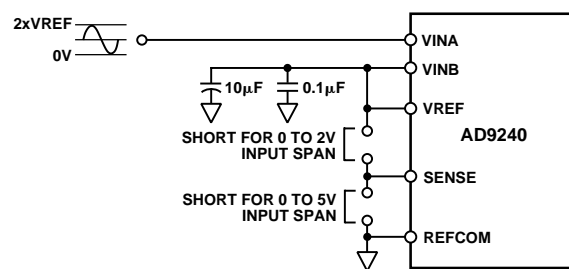 2xVREF
0V
10µF
0.1µF
SHORT FOR 0 TO 2V
INPUT SPAN
SHORT FOR 0 TO 5V
INPUT SPAN
VINA
VINB
VREF
AD9240
SENSE
REFCOM